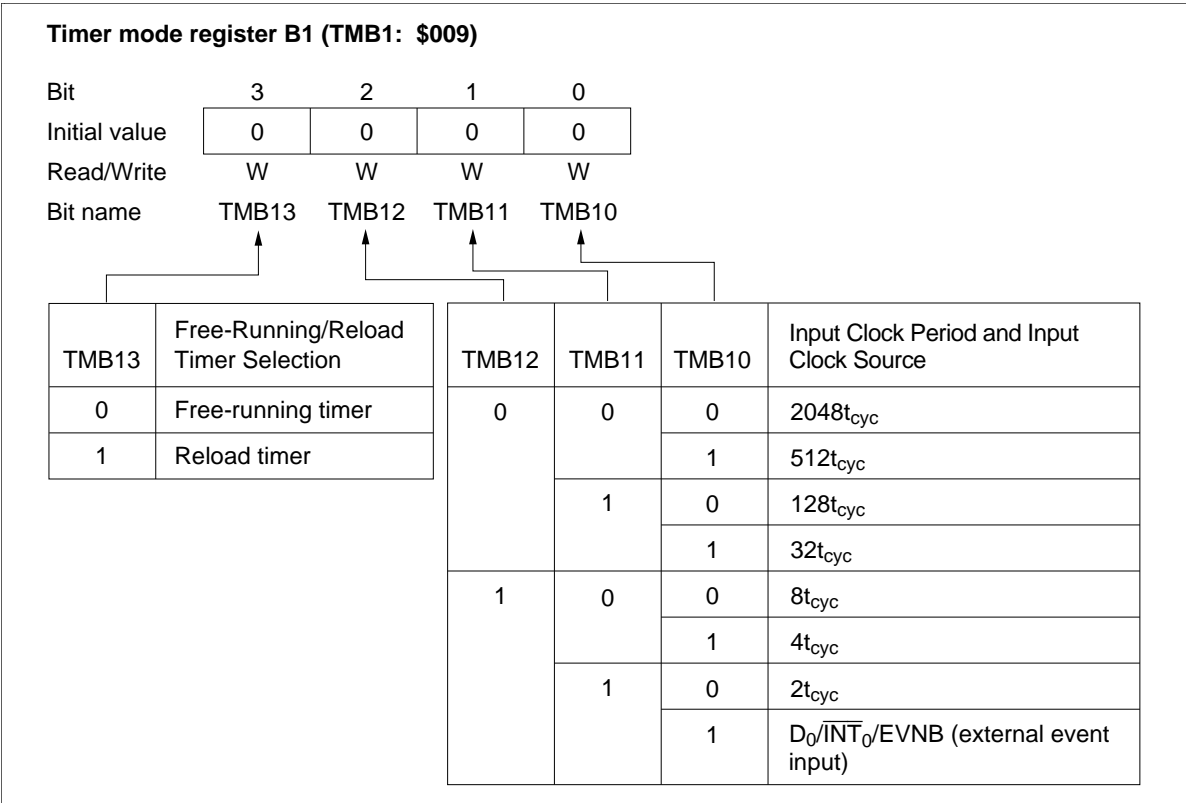 Timer mode register B1 (TMB1: $009)
Bit 3 2 1 0
Initial value 0 0 0 0
Read/Write W W W W
Bit name TMB13 TMB12 TMB11 TMB10
TMB13 Free-Running/Reload
Timer Selection
0 Free-running timer
1 Reload timer
TMB12 TMB11 TMB10 Input Clock Period and Input
Clock Source
0 0 0 2048tcyc
1 512tcyc
1 0 128tcyc
1 32tcyc
1 0 0 8tcyc
1 4tcyc
1 0 2tcyc
1 D0/I̅N̅T̅0/EVNB (external event
input)